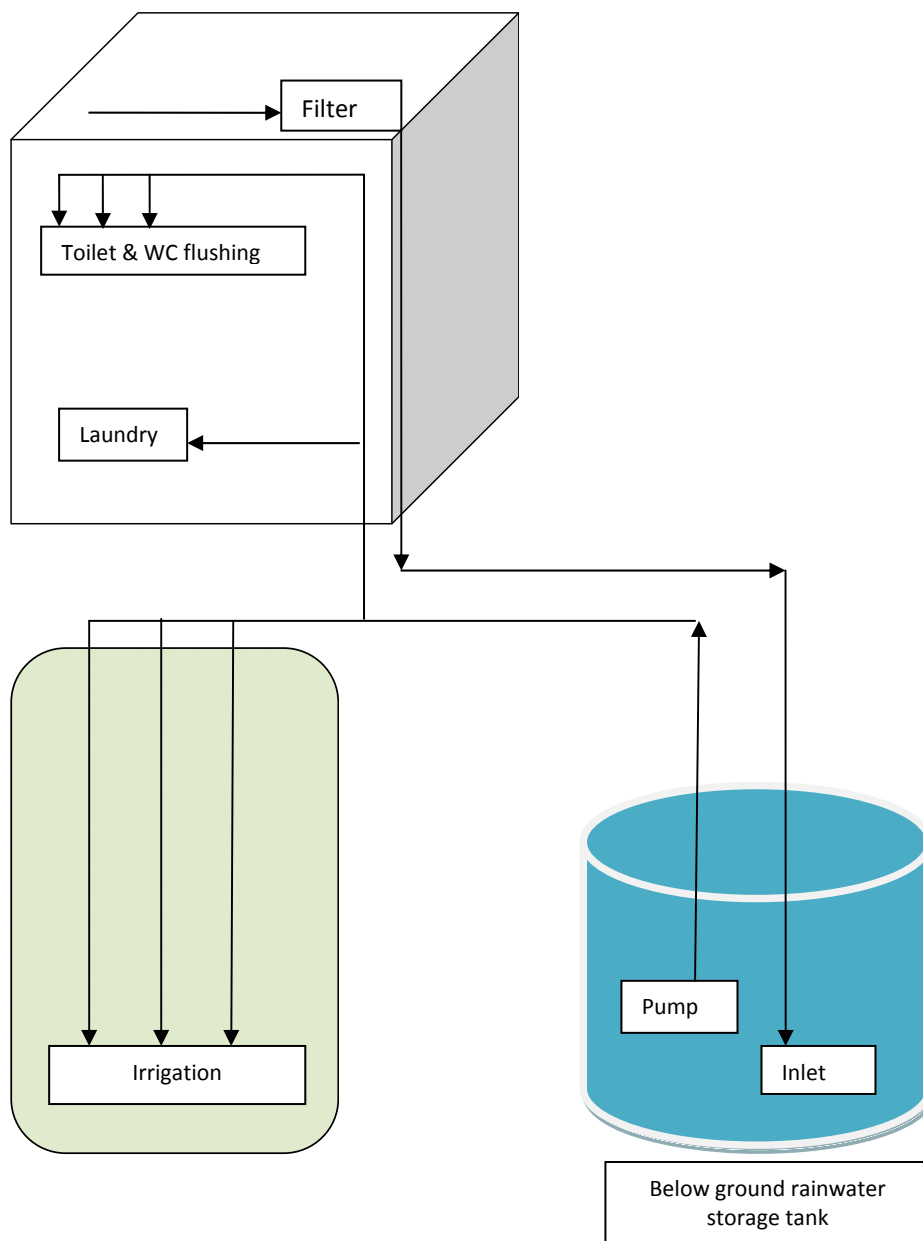 Filter
Toilet & WC flushing
Laundry
Pump
Inlet
Irrigation
Below ground rainwater
storage tank